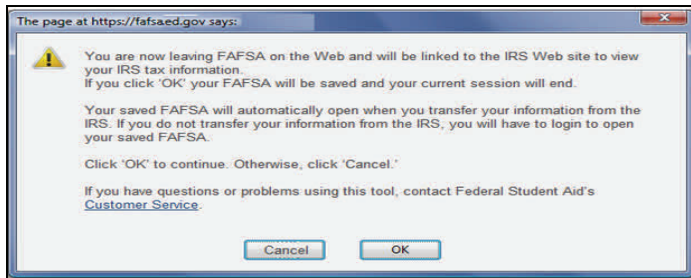 The page at https://fafsa.ed.gov says:
You are now leaving FAFSA on the Web and will be linked to the IRS Web site to view
your IRS tax information.
If you click 'OK' your FAFSA will be saved and your current session will end.
Your saved FAFSA will automatically open when you transfer your information from the
IRS. If you do not transfer your information from the IRS, you will have to login to open
your saved FAFSA.
Click 'OK' to continue. Otherwise, click 'Cancel.'
If you have questions or problems using this tool, contact Federal Student Aid's
Customer Service.
Cancel OK